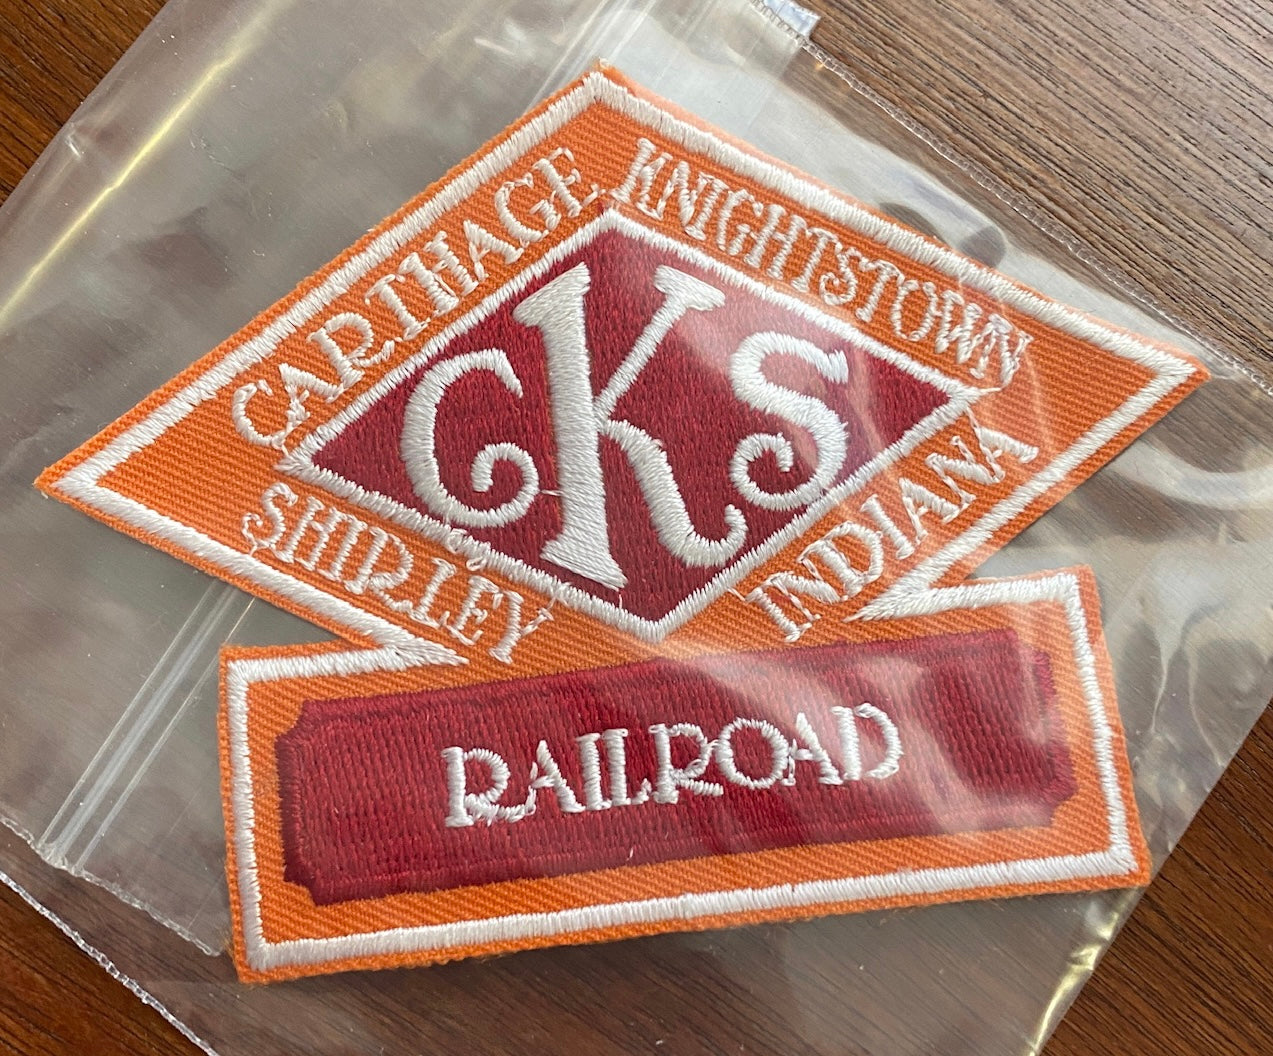 CARTHAGE
KNIGHTSTOWN
CKS
SHIRLEY
INDIANA
RAILROAD